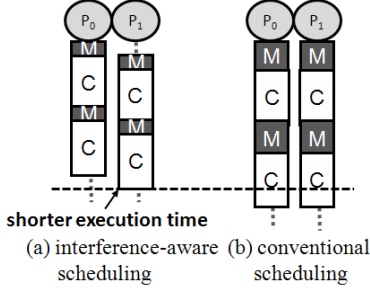 P0 P1 P0 P1
M M M
M
C C C
C
M M M M
C C C C
shorter execution time
(a) interference-aware (b) conventional
scheduling scheduling